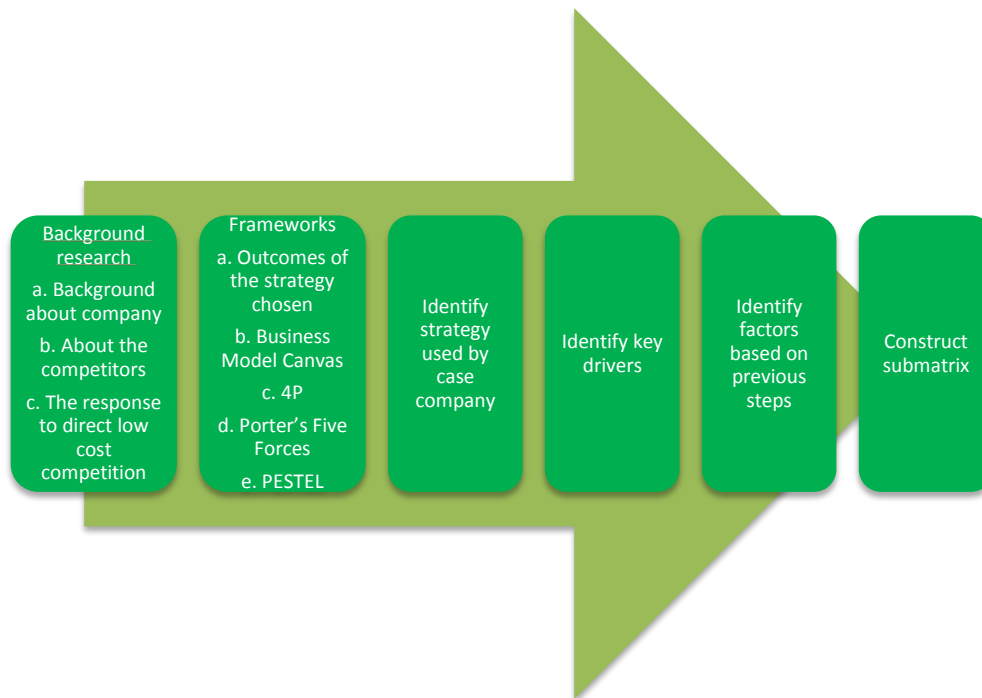 Background
research
a. Background
about company
b. About the
competitors
c. The response
to direct low
cost
competition
Frameworks
a. Outcomes of
the strategy
chosen
b. Business
Model Canvas
c. 4P
d. Porter’s Five
Forces
e. PESTEL
Identify
strategy
used by
case
company
Identify key
drivers
Identify
factors
based on
previous
steps
Construct
submatrix